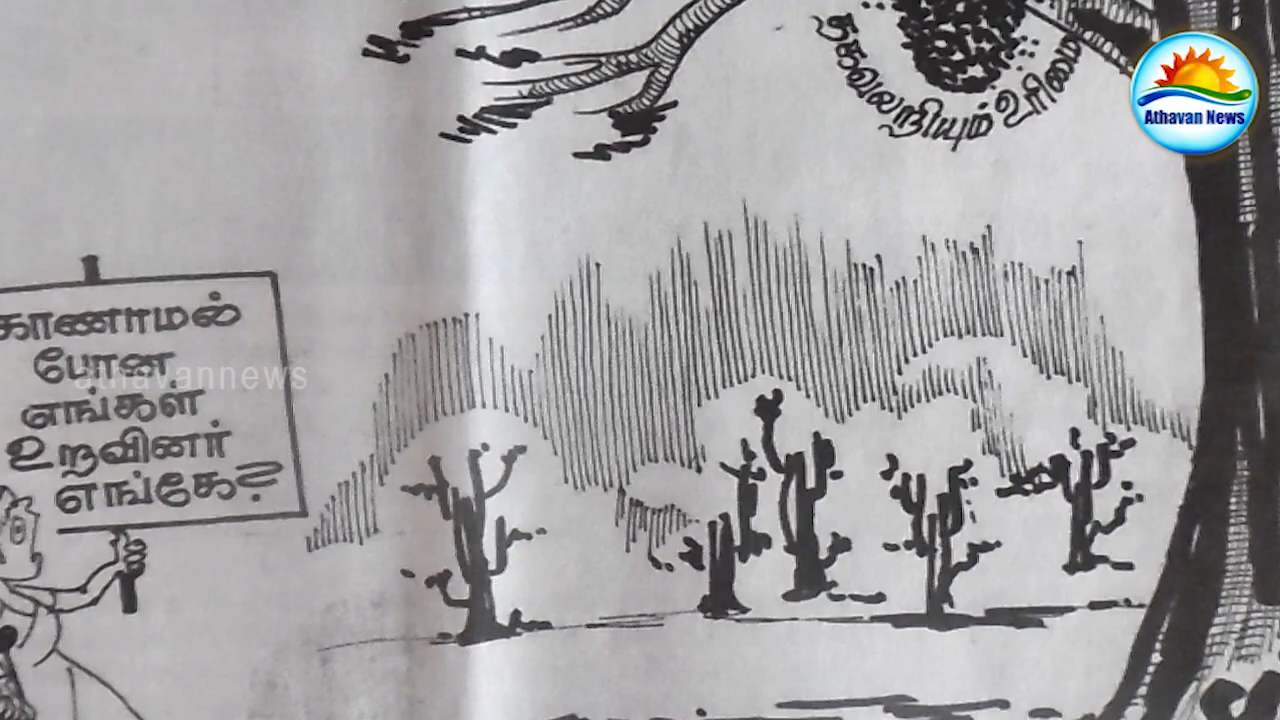 தகவலறியும் உரிமை
Athavan News
காணாமல்
போன
எங்கள்
உறவினர்
எங்கே?
athavannews